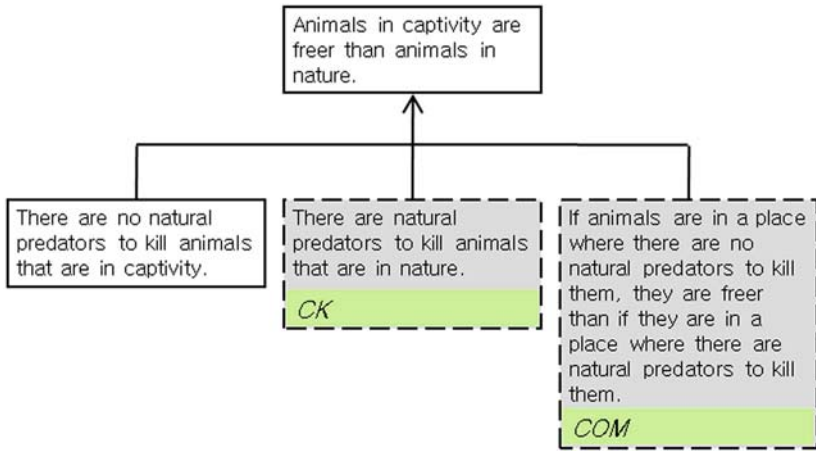 Animals in captivity are
freer than animals in
nature.
There are no natural
predators to kill animals
that are in captivity.
There are natural
predators to kill animals
that are in nature.
CK
If animals are in a place
where there are no
natural predators to kill
them, they are freer
than if they are in a
place where there are
natural predators to kill
them.
COM